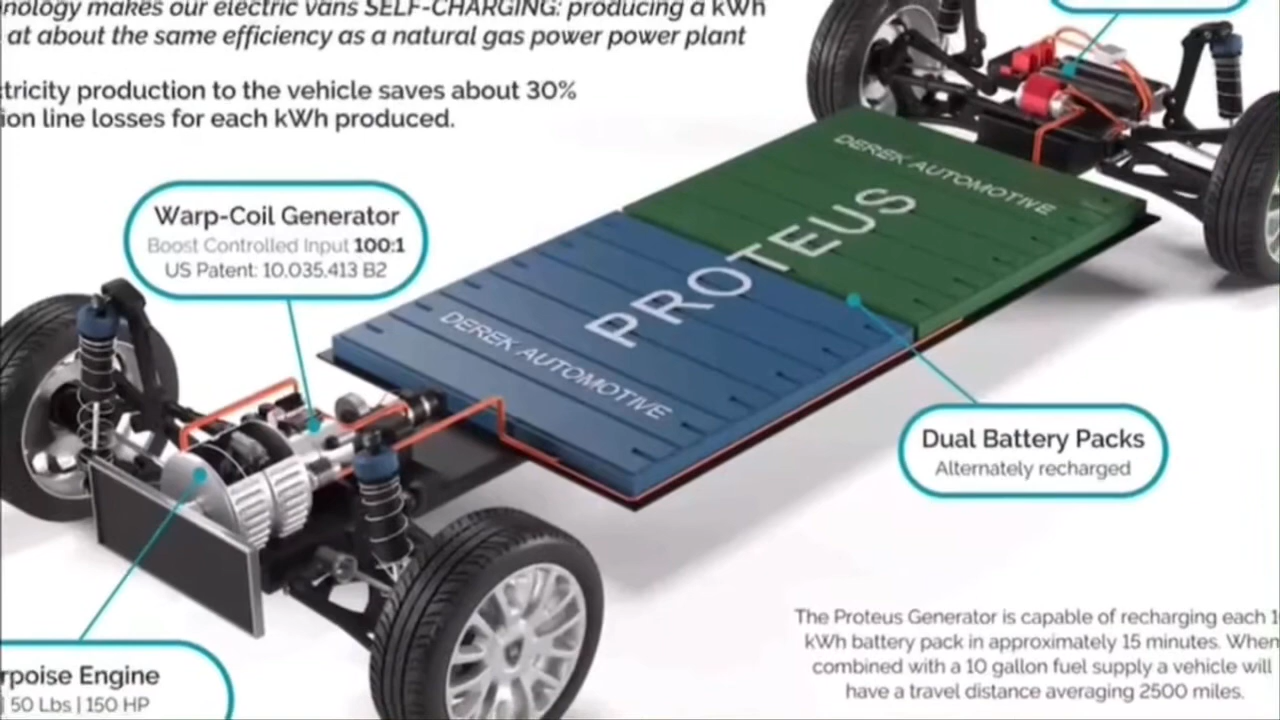 nology makes our electric vans SELF-CHARGING: producing a kWh
at about the same efficiency as a natural gas power power plant
tricity production to the vehicle saves about 30%
ion line losses for each kWh produced.
DEREK AUTOMOTIVE
Warp-Coil Generator
Boost Controlled Input 100:1
US Patent: 10.035.413 B2
PROTEUS
DEREK AUTOMOTIVE
Dual Battery Packs
Alternately recharged
The Proteus Generator is capable of recharging each 1
kWh battery pack in approximately 15 minutes. When
combined with a 10 gallon fuel supply a vehicle will
have a travel distance averaging 2500 miles.
rpoise Engine
| 50 Lbs | 150 HP